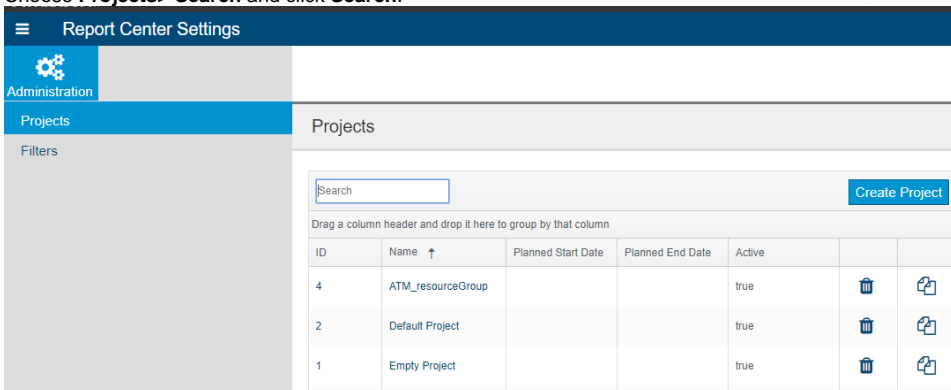 Choose Projects> Search and click Search.
Report Center Settings
Administration
Projects
Filters
Projects
Search
Create Project
Drag a column header and drop it here to group by that column
ID Name ↑ Planned Start Date Planned End Date Active
4 ATM_resourceGroup true
2 Default Project true
1 Empty Project true